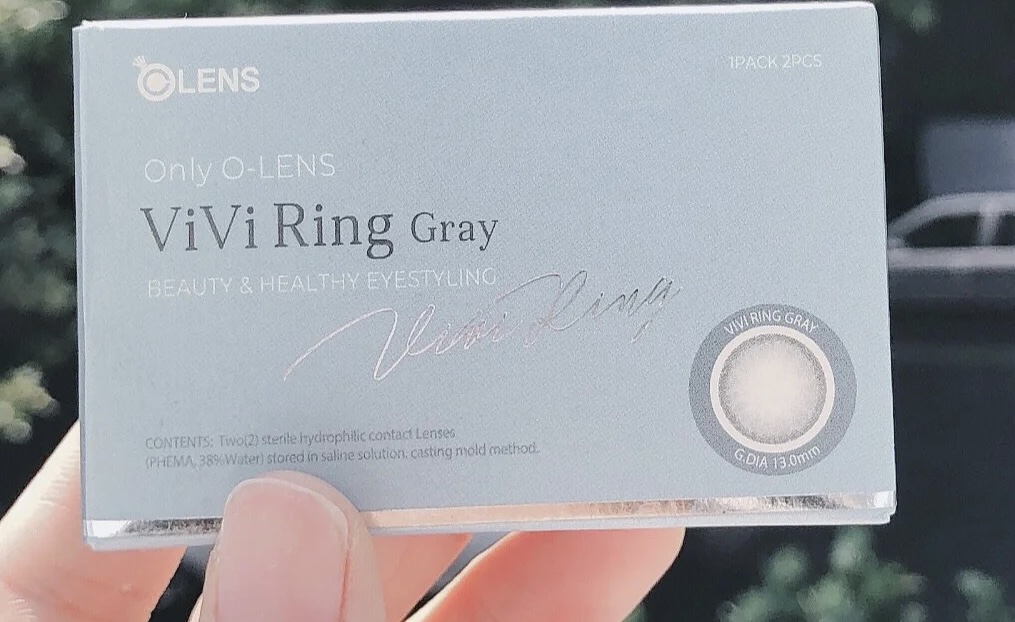 OLENS
1PACK 2PCS
Only O-LENS
ViVi Ring Gray
BEAUTY & HEALTHY EYESTYLING
Vivi Ring
VIVI RING GRAY
G.DIA 13.0mm
CONTENTS: Two(2) sterile hydrophilic contact Lenses
(PHEMA, 38%Water) stored in saline solution, casting mold method.